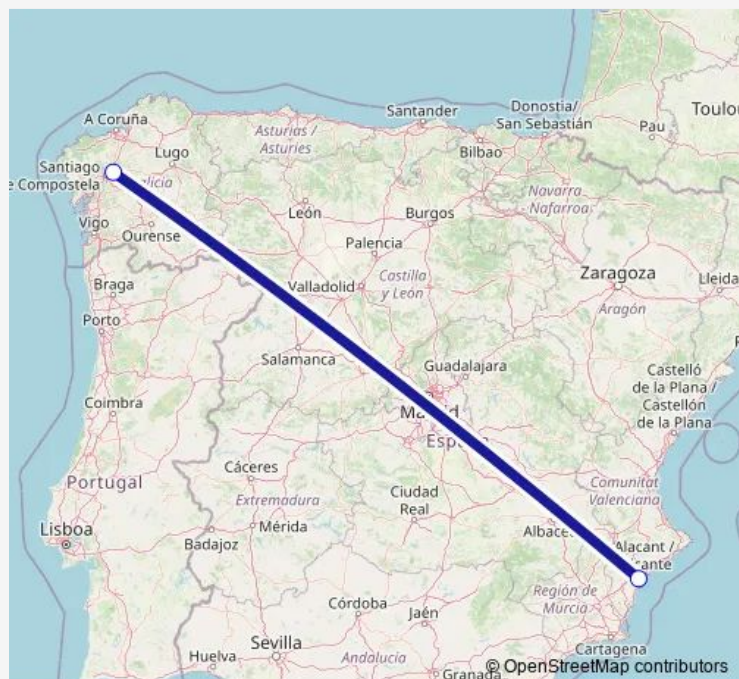 A Coruña
Santander
Donostia/
San Sebastián
Toulou
Asturias /
Asturies
Pau
Lugo
Bilbao
Santiago
e Compostela
alicia
Navarra -
Nafarroa
León
Vigo
Burgos
Ourense
Palencia
Zaragoza
Castilla
y León
Valladolid
Lleida
Braga
Aragón
Porto
Salamanca
Guadalajara
Castelló
de la Plana /
Castellón
de la Plana
Coimbra
Madrid
España
Cáceres
Portugal
Comunitat
Valenciana
Ciudad
Real
Extremadura
Mérida
Lisboa
Badajoz
Albace
Alacant /
cante
Región de
Murcia
Córdoba
Jaén
Sevilla
Cartagena
Huelva
Andalucía
Granada
© OpenStreetMap contributors